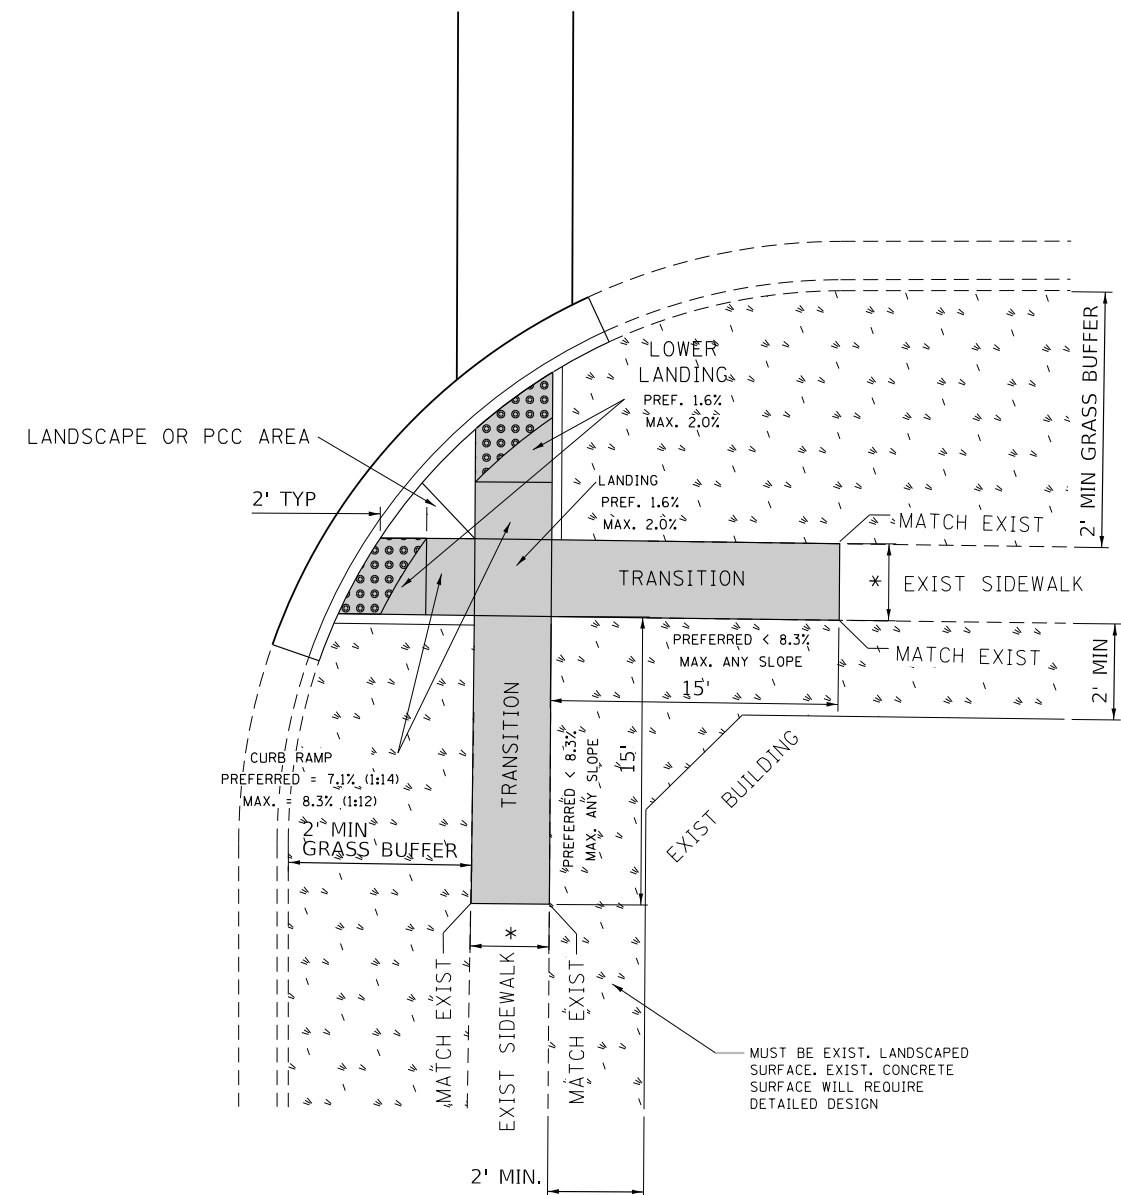 LOWER
LANDING
PREF. 1.6%
MAX. 2.0%
2' MIN GRASS BUFFER
LANDSCAPE OR PCC AREA
LANDING
PREF. 1.6%
MAX. 2.0%
2' TYP
MATCH EXIST
TRANSITION
* EXIST SIDEWALK
PREFERRED < 8.3%
MAX. ANY SLOPE
MATCH EXIST
2' MIN
15'
TRANSITION
PREFERRED < 8.3%
MAX. ANY SLOPE
15'
EXIST BUILDING
CURB RAMP
PREFERRED = 7.1% (1:14)
MAX. = 8.3% (1:12)
2' MIN
GRASS BUFFER
MATCH EXIST
EXIST SIDEWALK *
MATCH EXIST
MUST BE EXIST. LANDSCAPED
SURFACE. EXIST. CONCRETE
SURFACE WILL REQUIRE
DETAILED DESIGN
2' MIN.